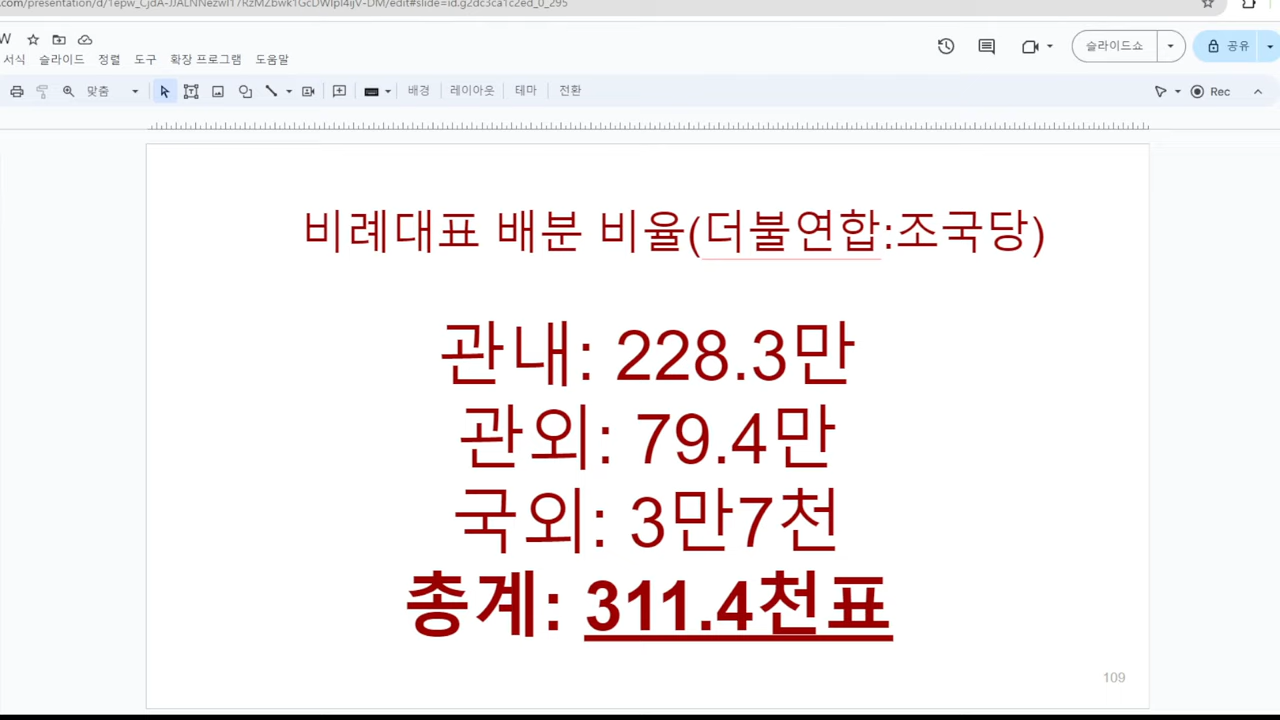 .com/presentation/d/1epw_CjdA-JJALNNezwI17RzMZbwk1GcDWIpI4ijV-DM/edit#slide=id.g2dc3ca1c2ed_0_295
W
서식 슬라이드 정렬 도구 확장 프로그램 도움말
슬라이드쇼
공유
맞춤
배경 레이아웃 테마 전환
Rec
비례대표 배분 비율(더불연합:조국당)
관내: 228.3만
관외: 79.4만
국외: 3만7천
총계: 311.4천표
109